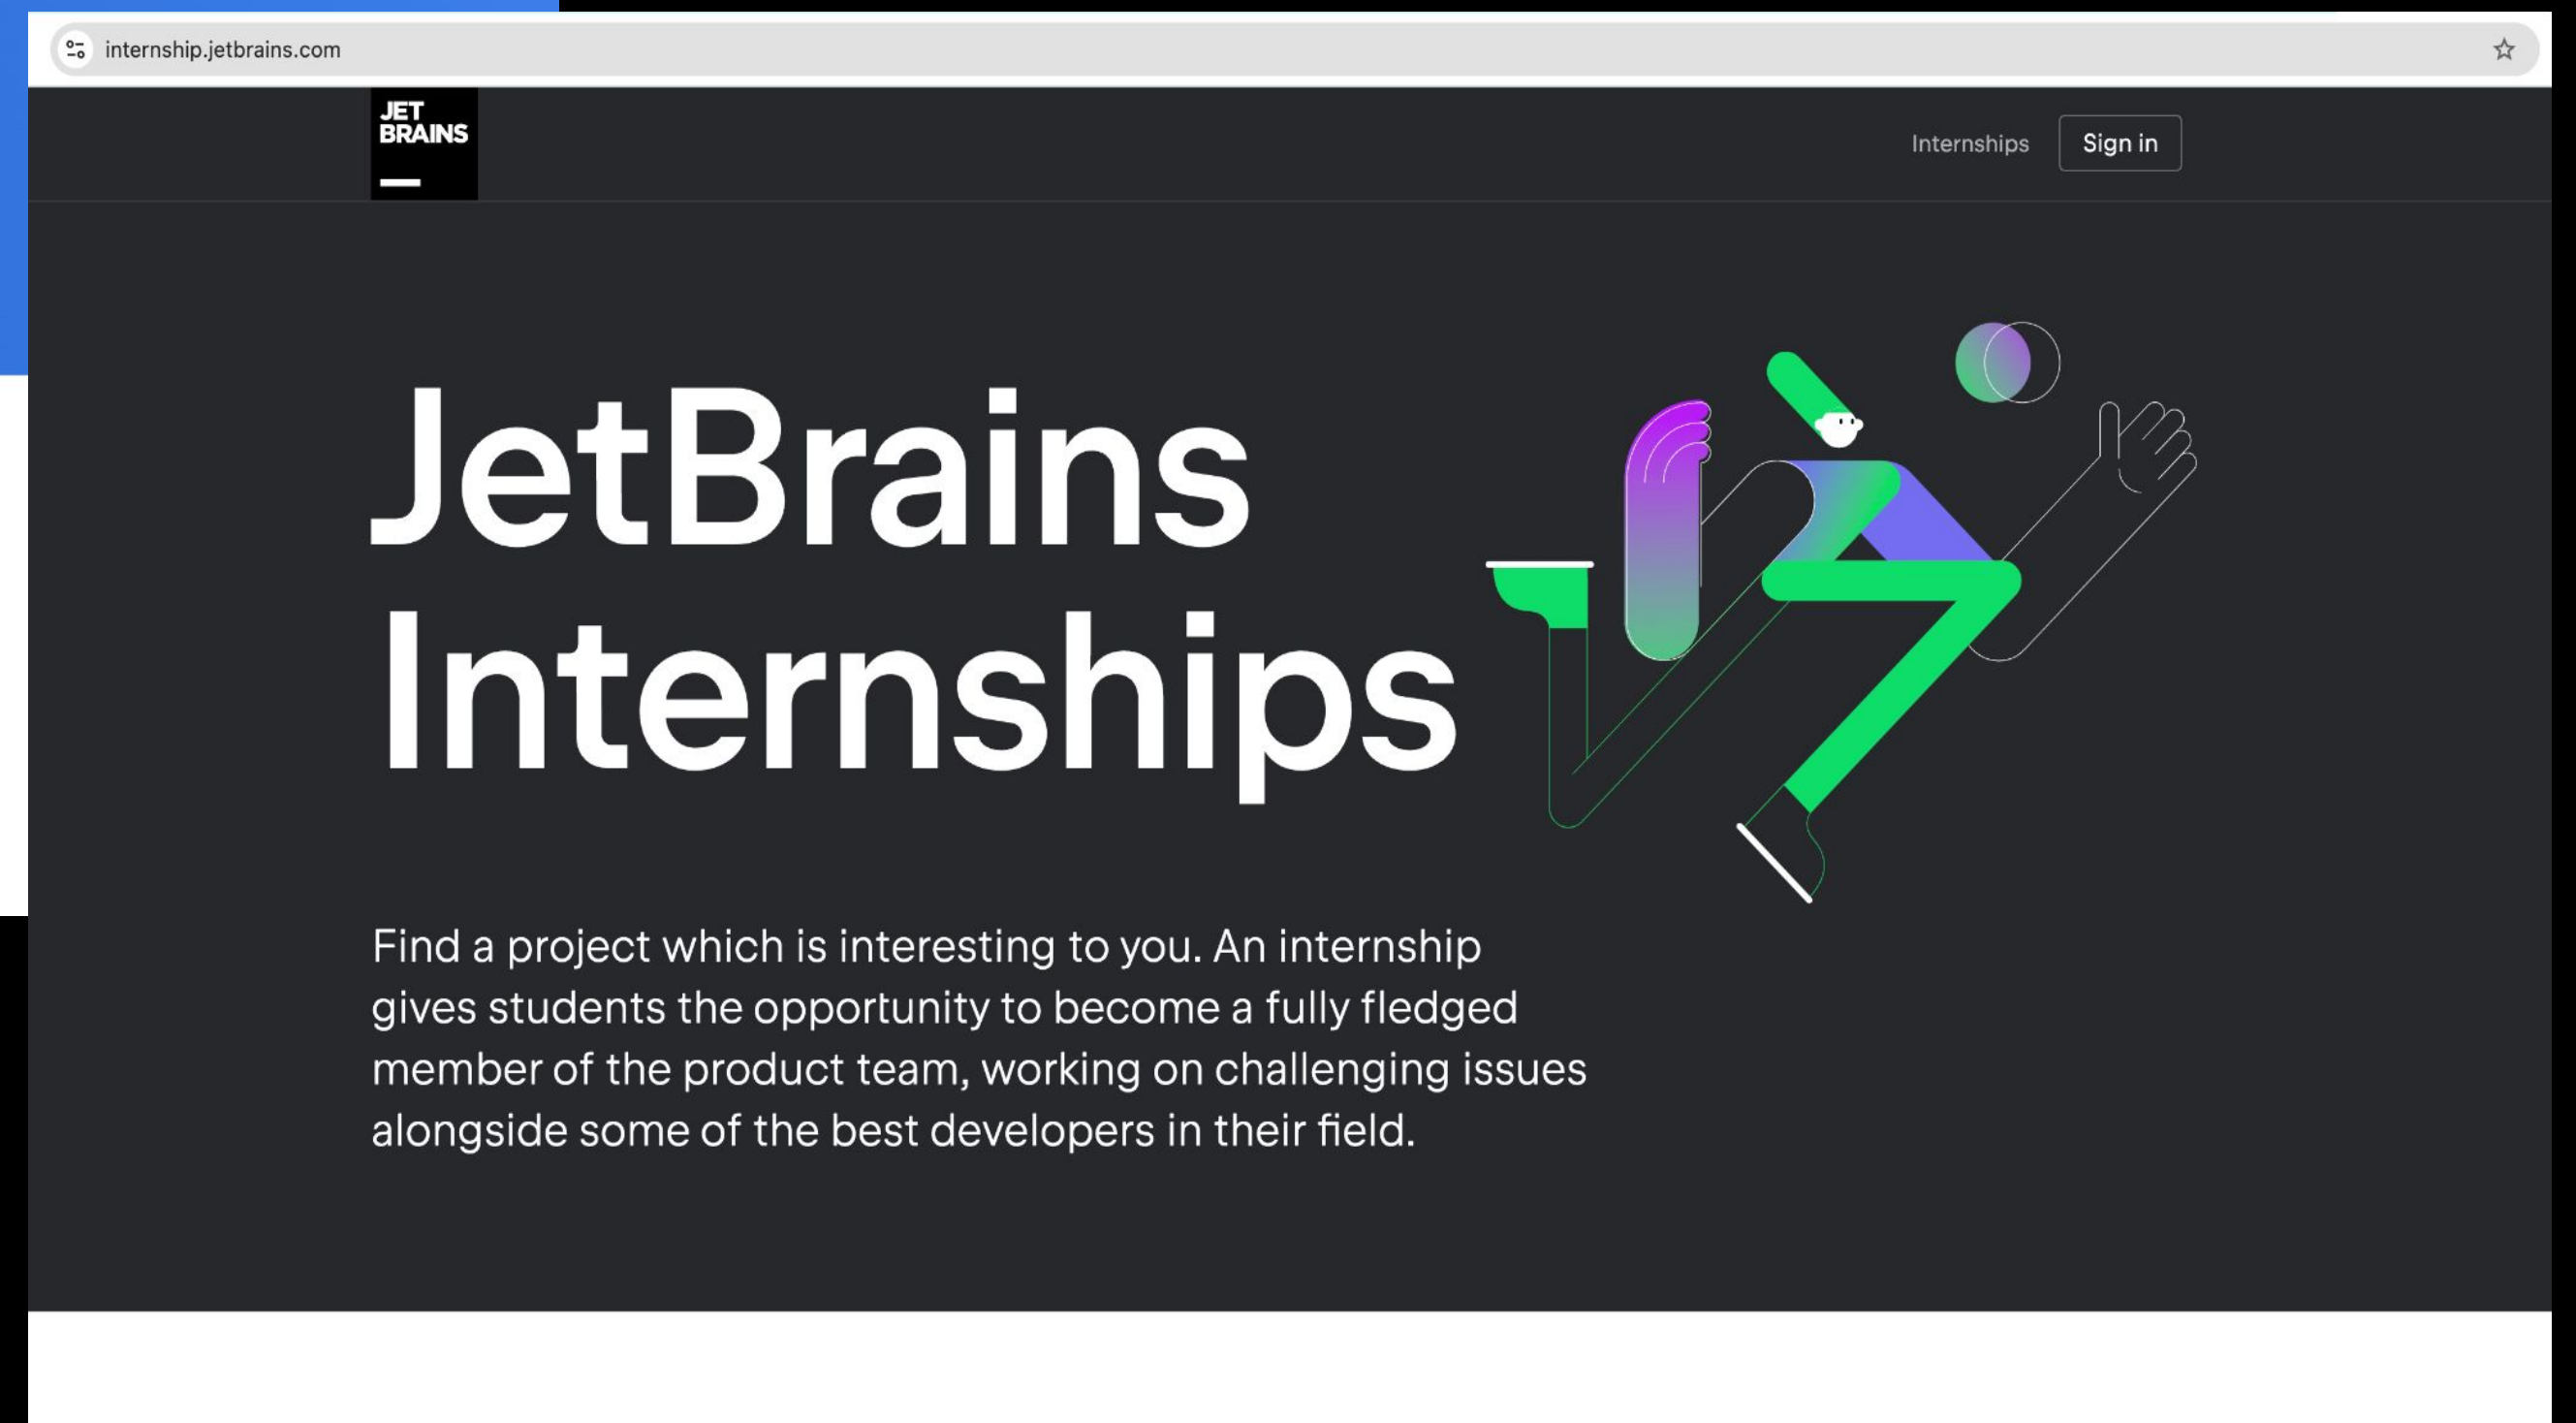 internship.jetbrains.com
JET
BRAINS
Internships
Sign in
JetBrains
Internships
Find a project which is interesting to you. An internship
gives students the opportunity to become a fully fledged
member of the product team, working on challenging issues
alongside some of the best developers in their field.